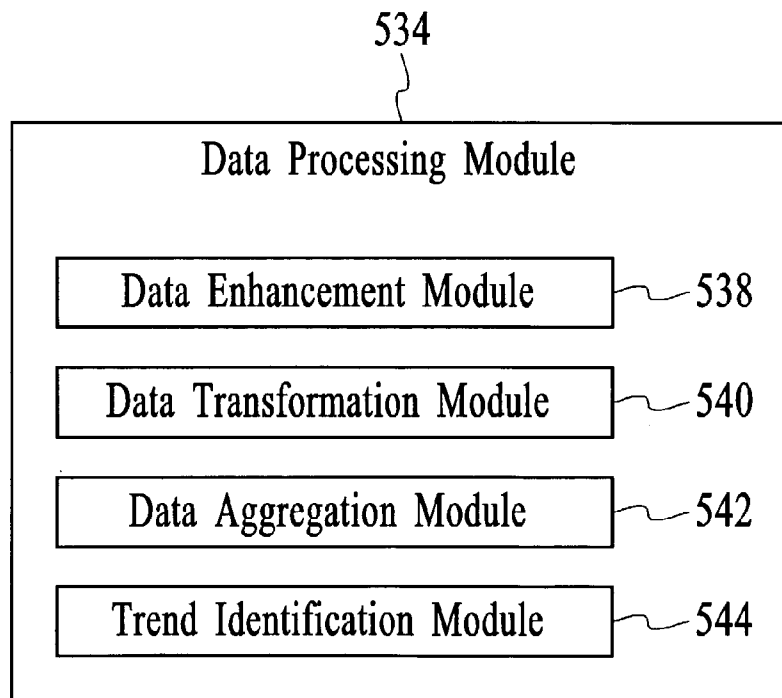 534
Data Processing Module
Data Enhancement Module 538
Data Transformation Module 540
Data Aggregation Module 542
Trend Identification Module 544